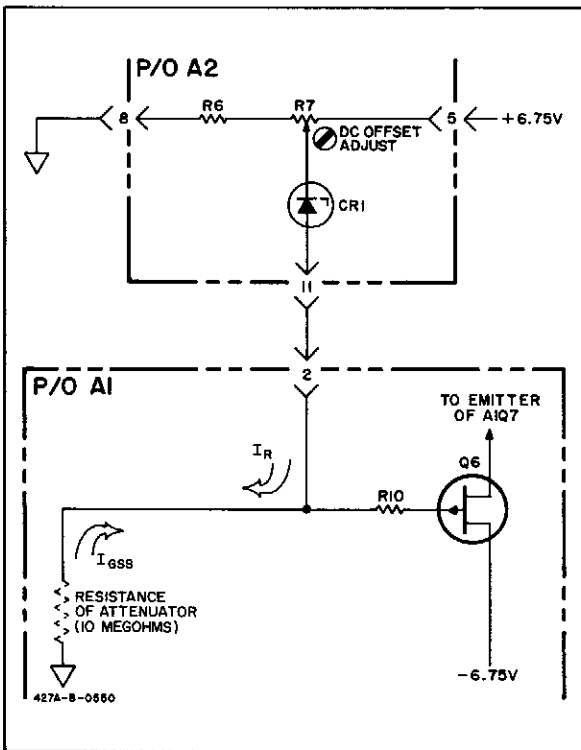 P/O A2
R6
R7
8
5
+6.75V
DC OFFSET
ADJUST
CR1
11
2
P/O A1
TO EMITTER
OF A1Q7
IR
Q6
R10
IGSS
RESISTANCE
OF ATTENUATOR
(10 MEGOHMS)
-6.75V
427A-B-0550